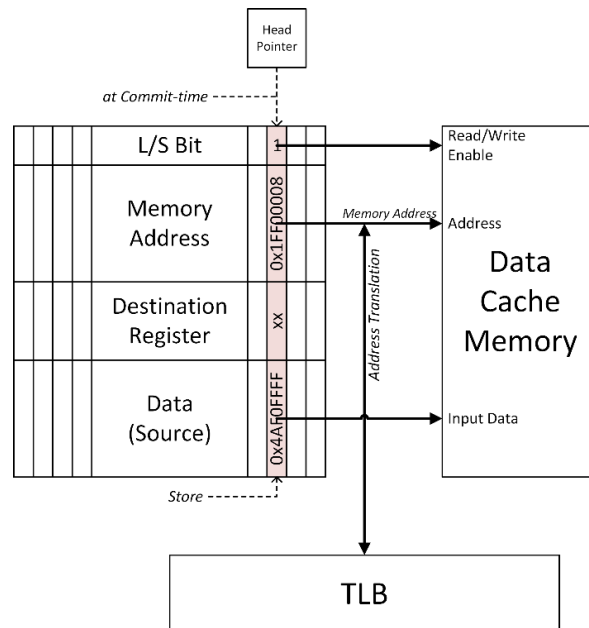 Head
Pointer
at Commit-time
L/S Bit
1
Read/Write
Enable
Memory
Address
0x1FF00008
Memory Address
Address
Address Translation
Data
Cache
Memory
Destination
Register
xx
Data
(Source)
0x4AF0FFFF
Input Data
Store
TLB